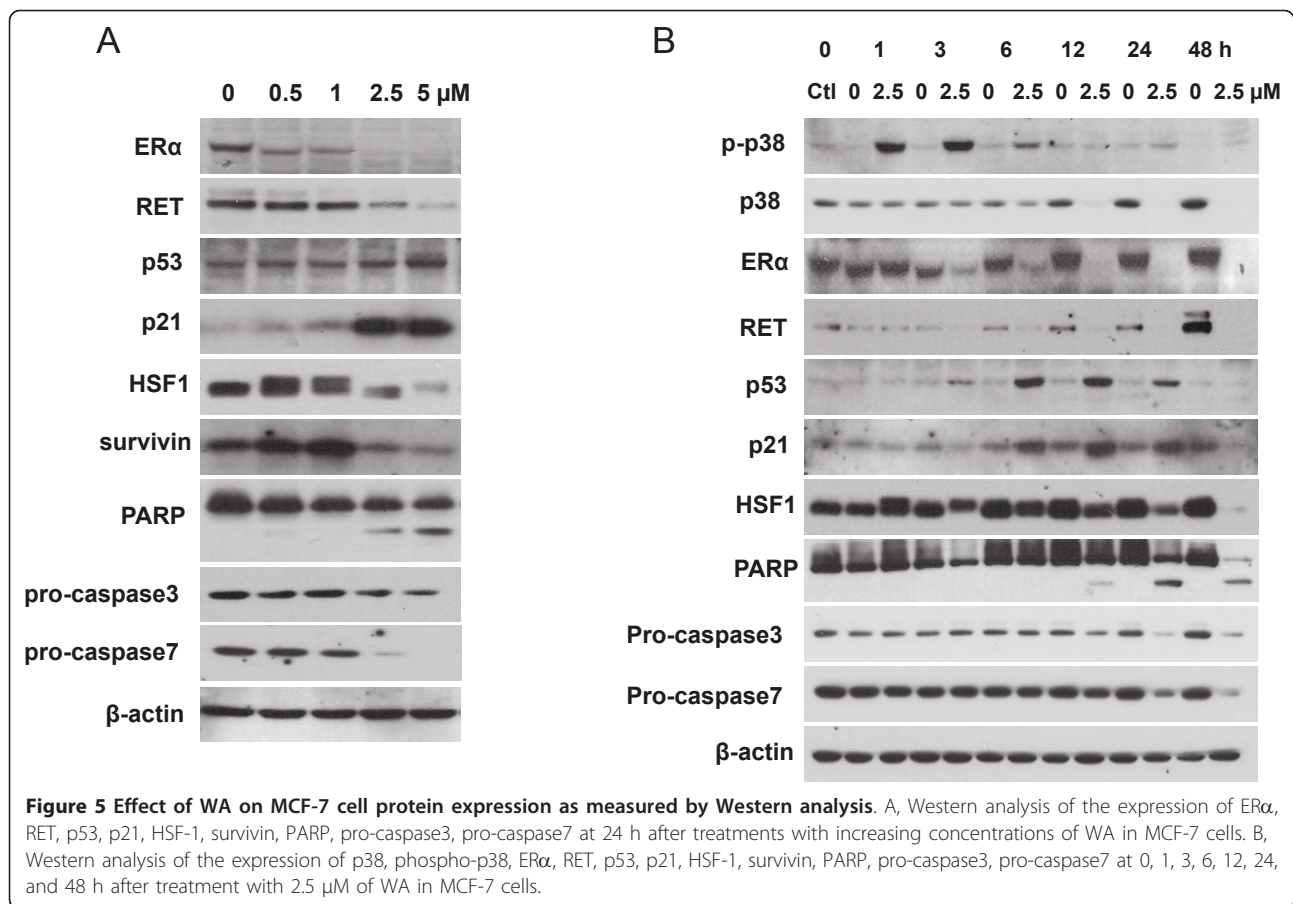 A
0 0.5 1 2.5 5 µM
ERα
RET
p53
p21
HSF1
survivin
PARP
pro-caspase3
pro-caspase7
β-actin
B
0 1 3 6 12 24 48 h
Ctl 0 2.5 0 2.5 0 2.5 0 2.5 0 2.5 0 2.5 µM
p-p38
p38
ERα
RET
p53
p21
HSF1
PARP
Pro-caspase3
Pro-caspase7
β-actin
Figure 5 Effect of WA on MCF-7 cell protein expression as measured by Western analysis. A, Western analysis of the expression of ERα,
RET, p53, p21, HSF-1, survivin, PARP, pro-caspase3, pro-caspase7 at 24 h after treatments with increasing concentrations of WA in MCF-7 cells. B,
Western analysis of the expression of p38, phospho-p38, ERα, RET, p53, p21, HSF-1, survivin, PARP, pro-caspase3, pro-caspase7 at 0, 1, 3, 6, 12, 24,
and 48 h after treatment with 2.5 µM of WA in MCF-7 cells.